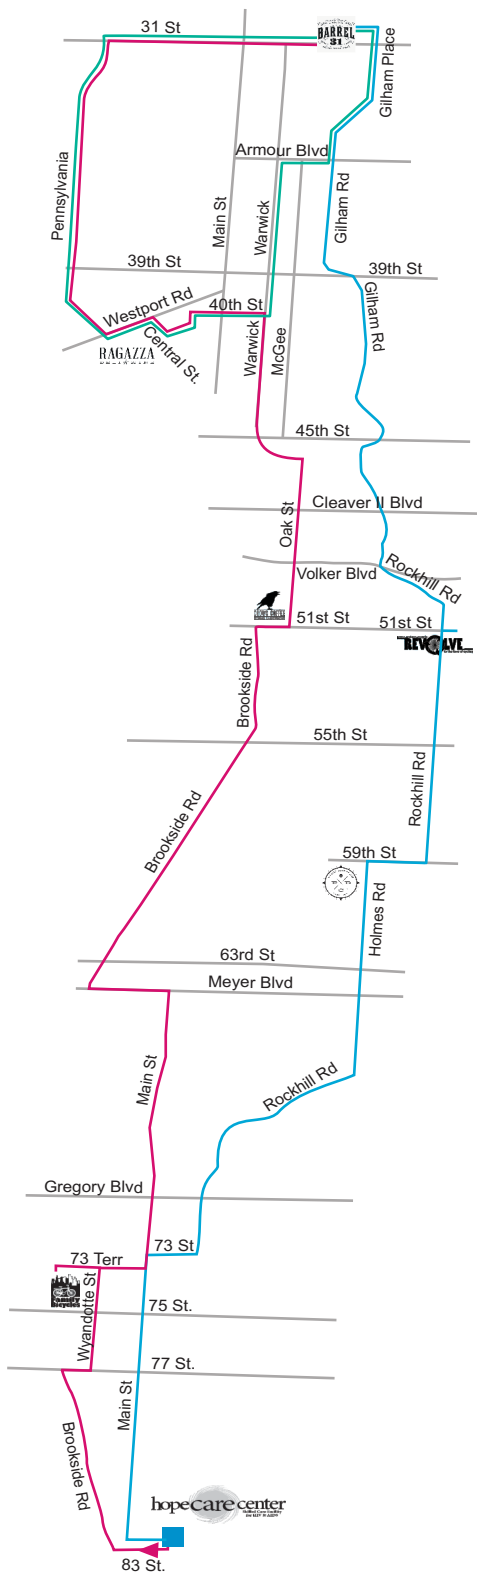 31 St
BARREL
31
Gilham Place
Armour Blvd
Pennsylvania
Main St
Warwick
Gilham Rd
39th St
39th St
Westport Rd
40th St
Gilham Rd
RAGAZZA
Central St.
Warwick
McGee
45th St
Cleaver II Blvd
Oak St
Volker Blvd
Rockhill Rd
51st St
51st St
REVOLVE
Brookside Rd
55th St
Rockhill Rd
Brookside Rd
59th St
Holmes Rd
63rd St
Meyer Blvd
Main St
Rockhill Rd
Gregory Blvd
73 St
73 Terr
Family
Bicycles
Wyandotte St
75 St.
77 St.
Main St
Brookside Rd
hopecarecenter
83 St.